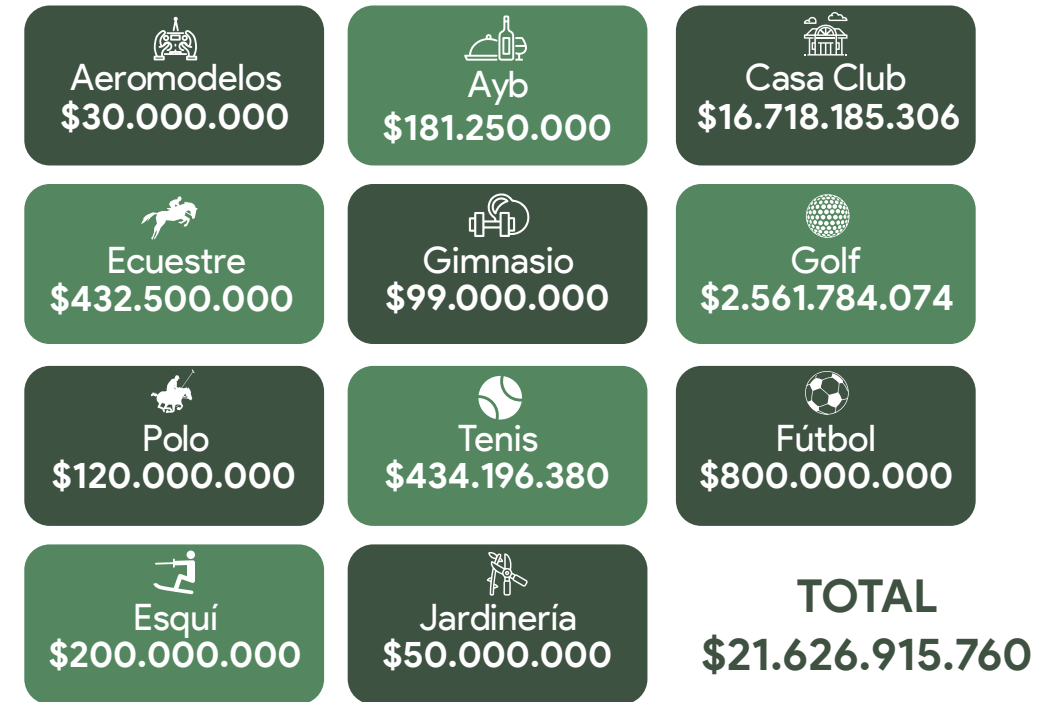 Aeromodelos
$30.000.000
Ayb
$181.250.000
Casa Club
$16.718.185.306
Ecuestre
$432.500.000
Gimnasio
$99.000.000
Golf
$2.561.784.074
Polo
$120.000.000
Tenis
$434.196.380
Fútbol
$800.000.000
Esquí
$200.000.000
Jardinería
$50.000.000
TOTAL
$21.626.915.760